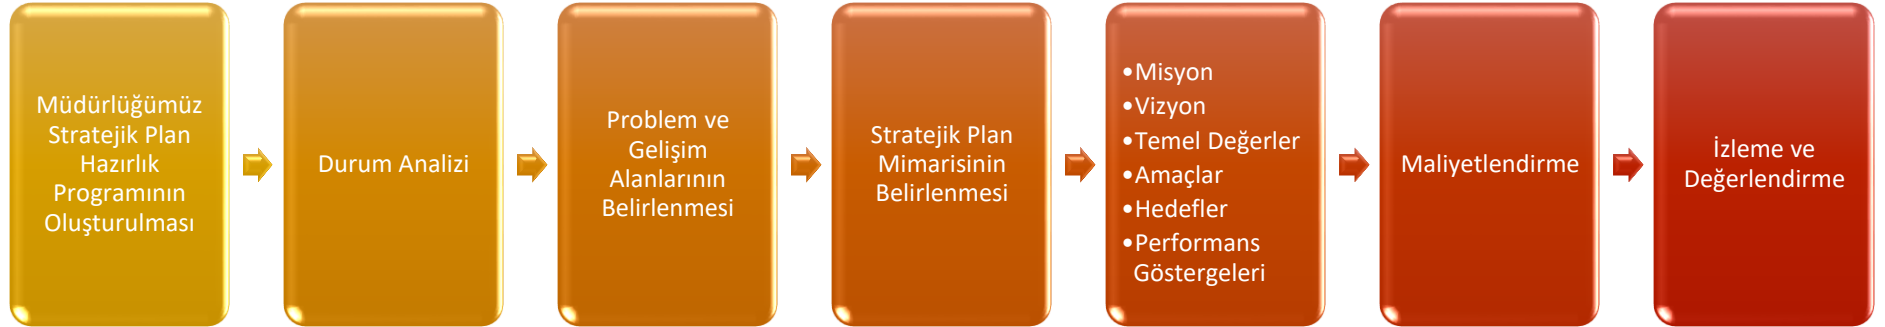 Müdürlüğümüz
Stratejik Plan
Hazırlık
Programının
Oluşturulması
Durum Analizi
Problem ve
Gelişim
Alanlarının
Belirlenmesi
Stratejik Plan
Mimarisinin
Belirlenmesi
•Misyon
•Vizyon
•Temel Değerler
•Amaçlar
•Hedefler
•Performans
Göstergeleri
Maliyetlendirme
İzleme ve
Değerlendirme